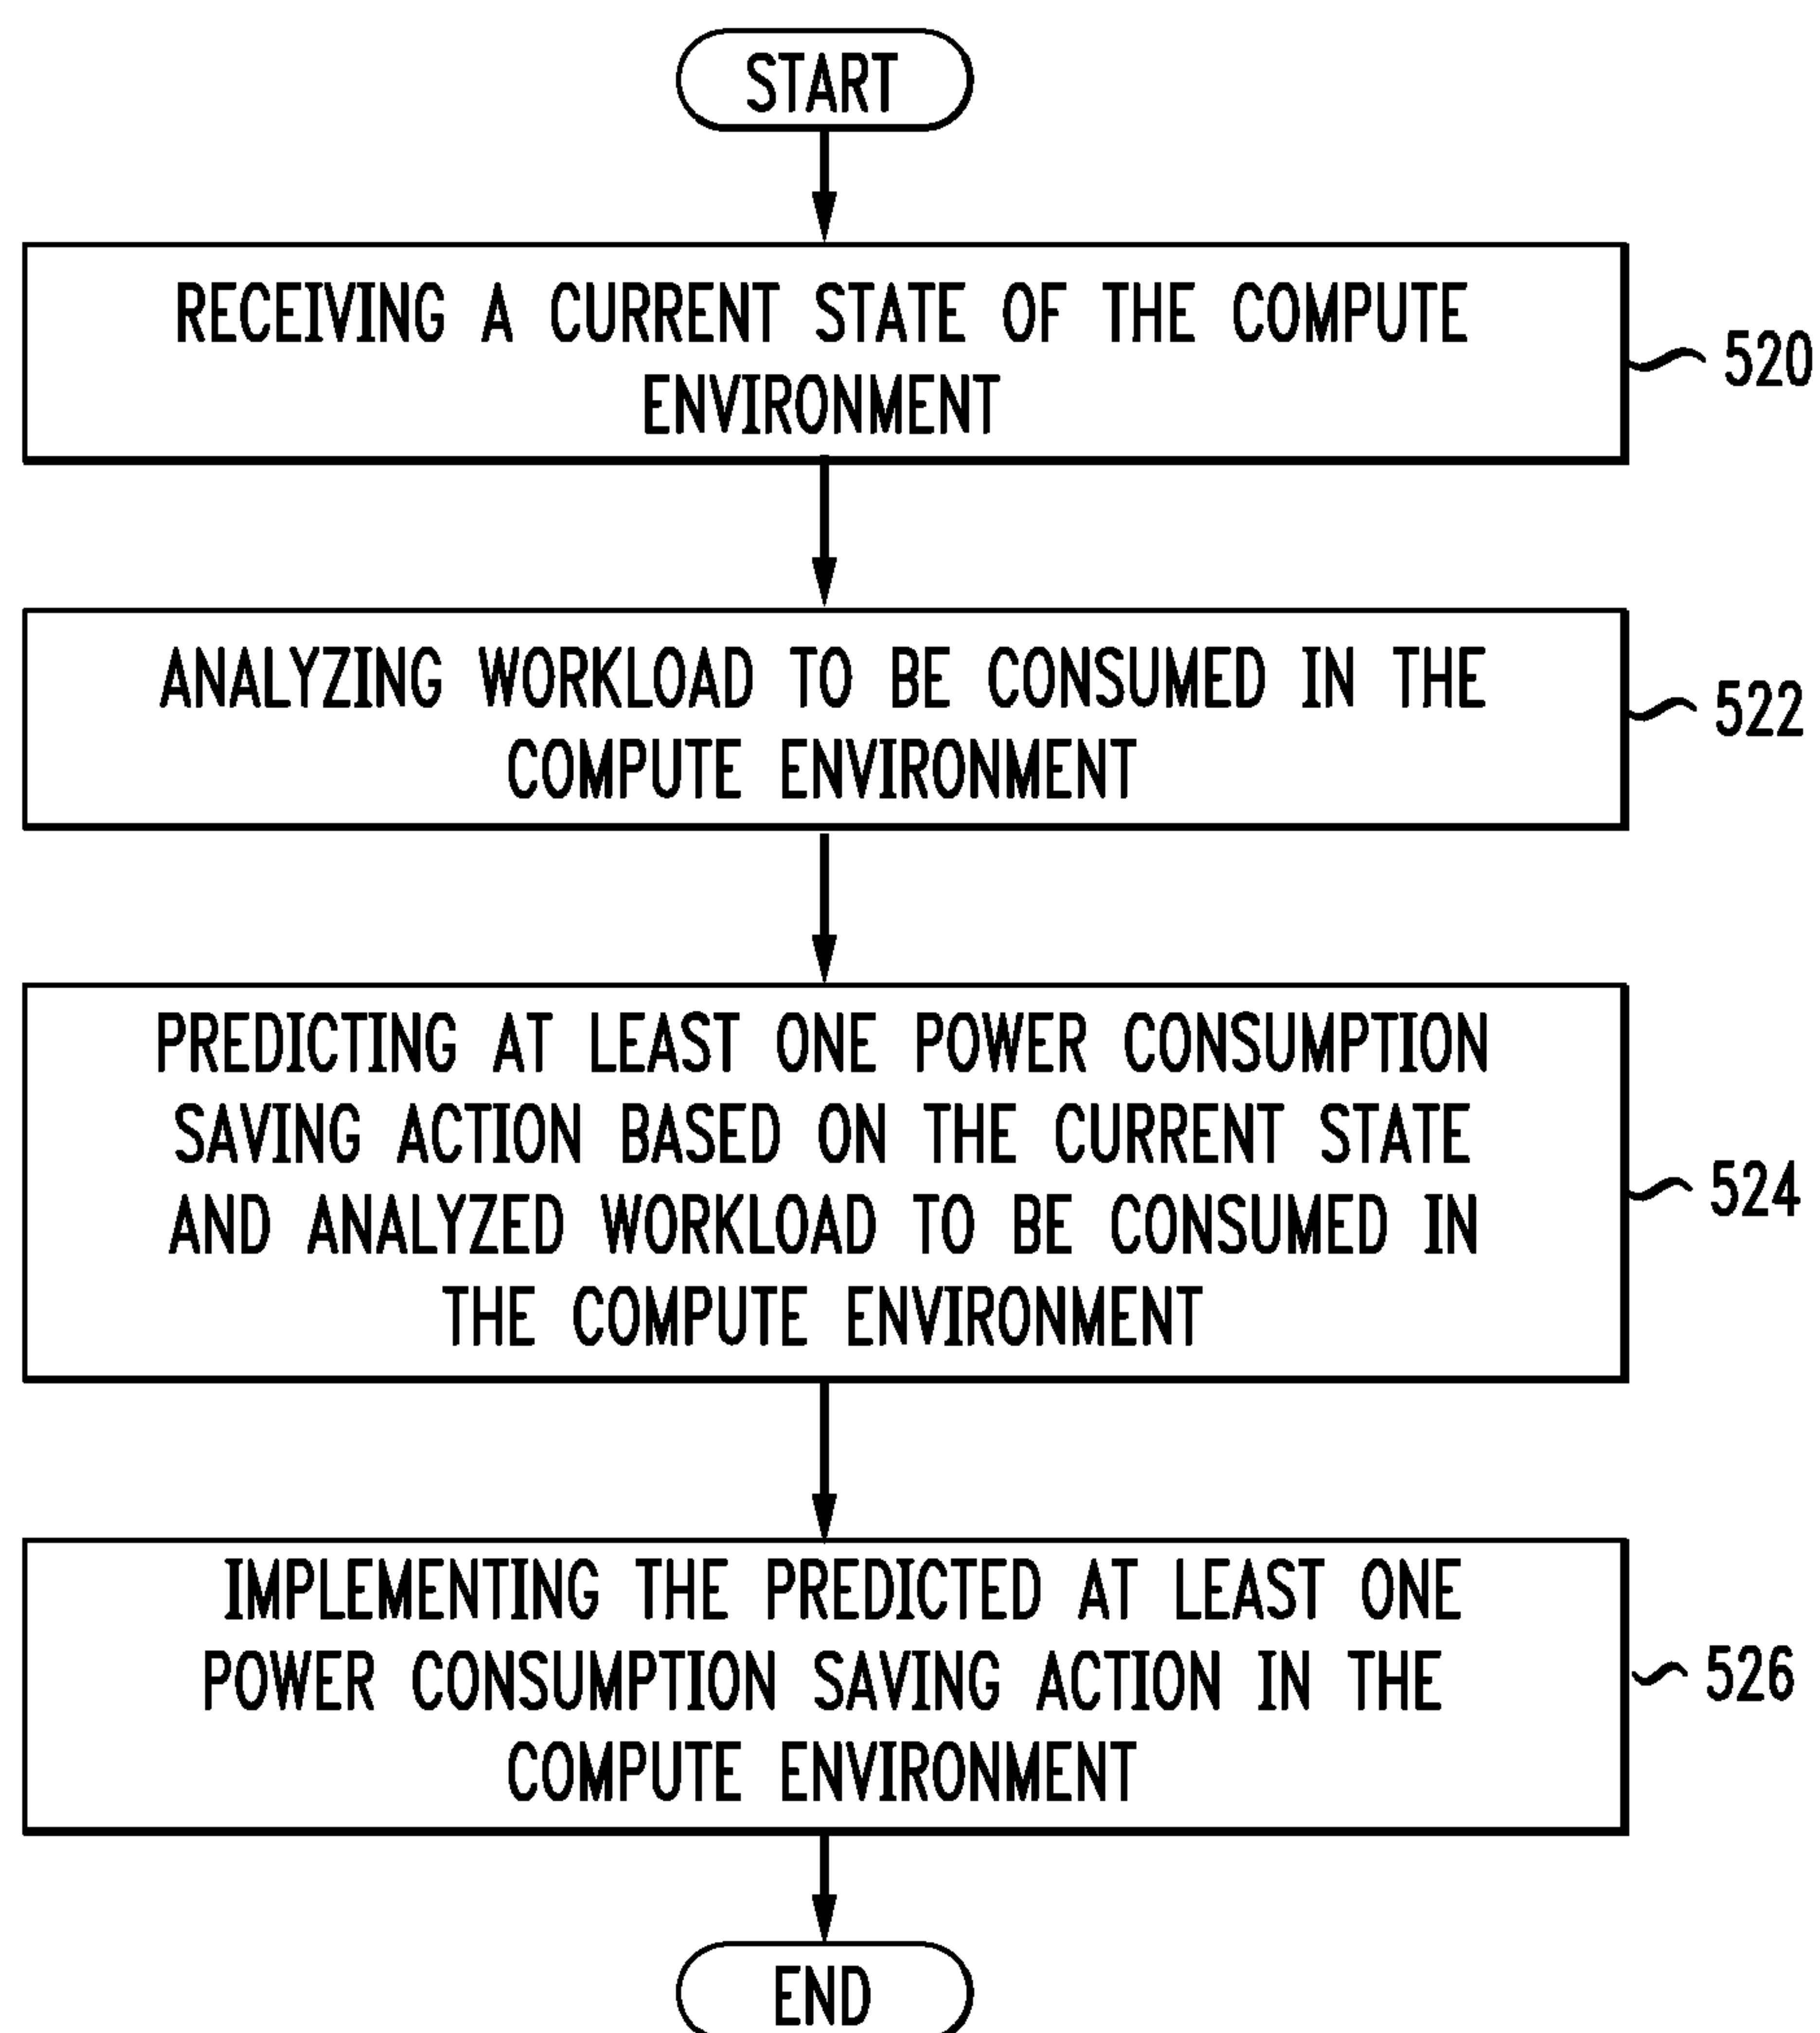 START
RECEIVING A CURRENT STATE OF THE COMPUTE
ENVIRONMENT
520
ANALYZING WORKLOAD TO BE CONSUMED IN THE
COMPUTE ENVIRONMENT
522
PREDICTING AT LEAST ONE POWER CONSUMPTION
SAVING ACTION BASED ON THE CURRENT STATE
AND ANALYZED WORKLOAD TO BE CONSUMED IN
THE COMPUTE ENVIRONMENT
524
IMPLEMENTING THE PREDICTED AT LEAST ONE
POWER CONSUMPTION SAVING ACTION IN THE
COMPUTE ENVIRONMENT
526
END